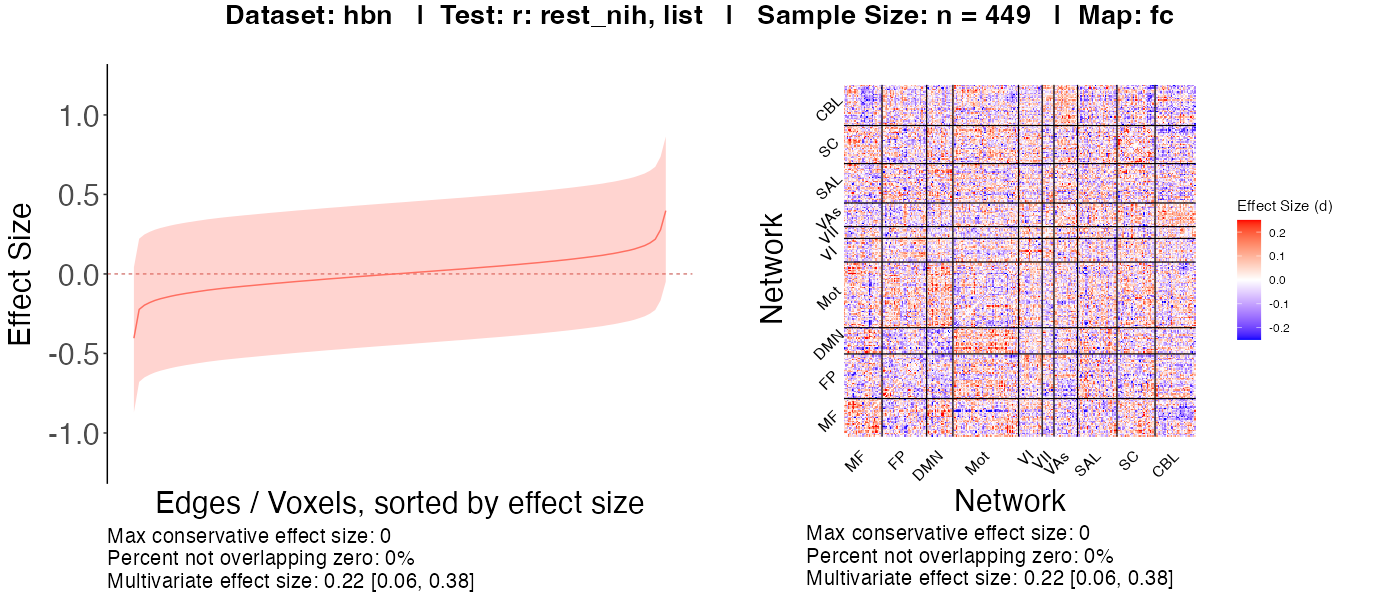 Dataset: hbn | Test: r: rest_nih, list | Sample Size: n = 449 | Map: fc
Effect Size
1.0
0.5
0.0
-0.5
-1.0
Edges / Voxels, sorted by effect size
Max conservative effect size: 0
Percent not overlapping zero: 0%
Multivariate effect size: 0.22 [0.06, 0.38]
Network
CBL
SC
SAL
VAs
VII
VI
Mot
DMN
FP
MF
MF
FP
DMN
Mot
VI
VII
VAs
SAL
SC
CBL
Network
Max conservative effect size: 0
Percent not overlapping zero: 0%
Multivariate effect size: 0.22 [0.06, 0.38]
Effect Size (d)
0.2
0.1
0.0
-0.1
-0.2